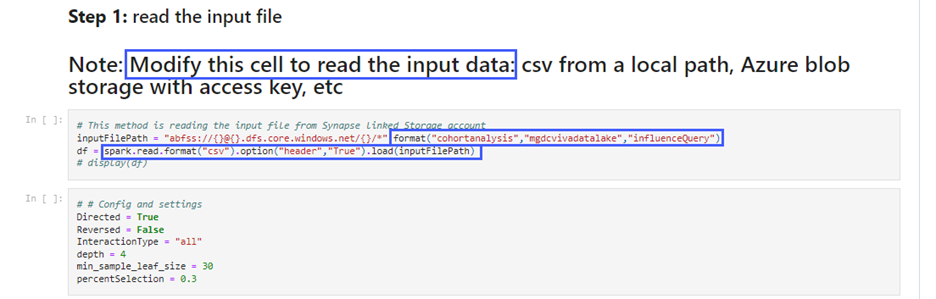 Step 1: read the input file
Note: Modify this cell to read the input data: csv from a local path, Azure blob
storage with access key, etc
In [ ]:
# This method is reading the input file from Synapse linked Storage account
inputFilePath = "abfss://{}@{}.dfs.core.windows.net/{}/*".format("cohortanalysis","mgdcvivadatalake","influenceQuery")
df = spark.read.format("csv").option("header","True").load(inputFilePath)
# display(df)
In [ ]:
# # Config and settings
Directed = True
Reversed = False
InteractionType = "all"
depth = 4
min_sample_leaf_size = 30
percentSelection = 0.3